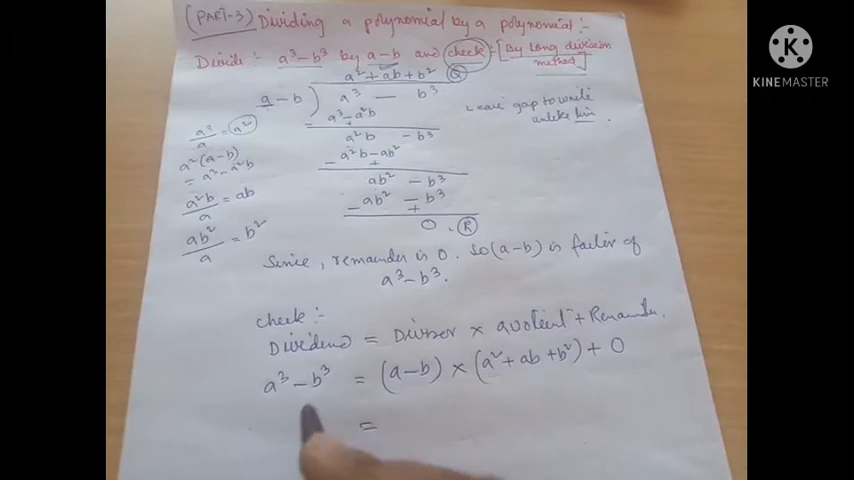 (PART-3) Dividing a polynomial by a polynomial :-
Divide :- a³ - b³ by a - b and check :- [By long division method]
a² + ab + b² Q
a - b ) a³ — b³
- a³ - a²b
+
a²b - b³
- a²b - ab²
+
ab² - b³
- ab² - b³
+
0 . R
a³/a = a²
a²(a-b)
= a³ - a²b
a²b/a = ab
ab²/a = b²
Leave gap to write
unlike
Since, remainder is 0. So (a-b) is factor of
a³ - b³.
check :-
Dividend = Divisor × Quotient + Remainder.
a³ - b³ = (a-b) × (a² + ab + b²) + 0
=
K
KINEMASTER